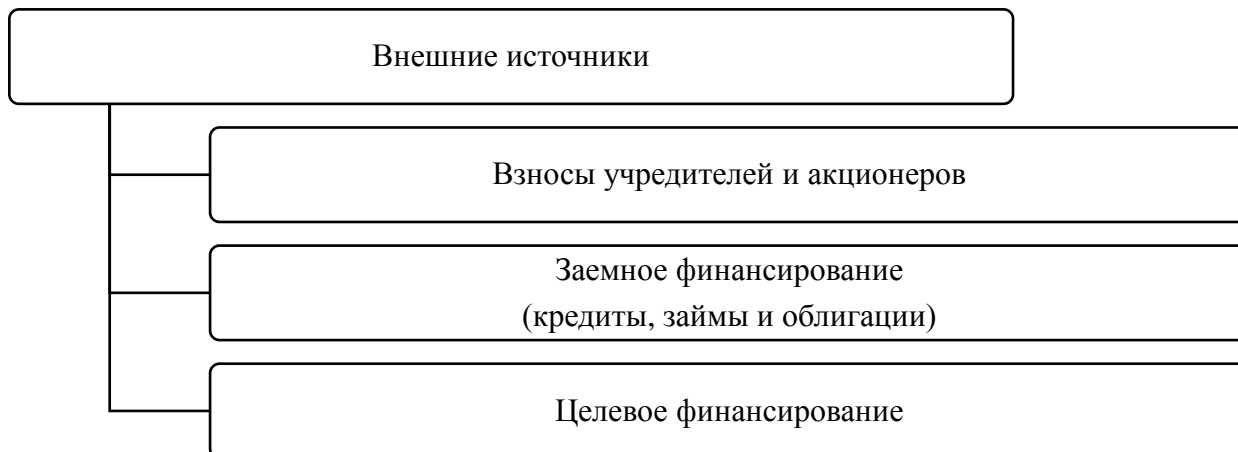 Внешние источники
Взносы учредителей и акционеров
Заемное финансирование
(кредиты, займы и облигации)
Целевое финансирование